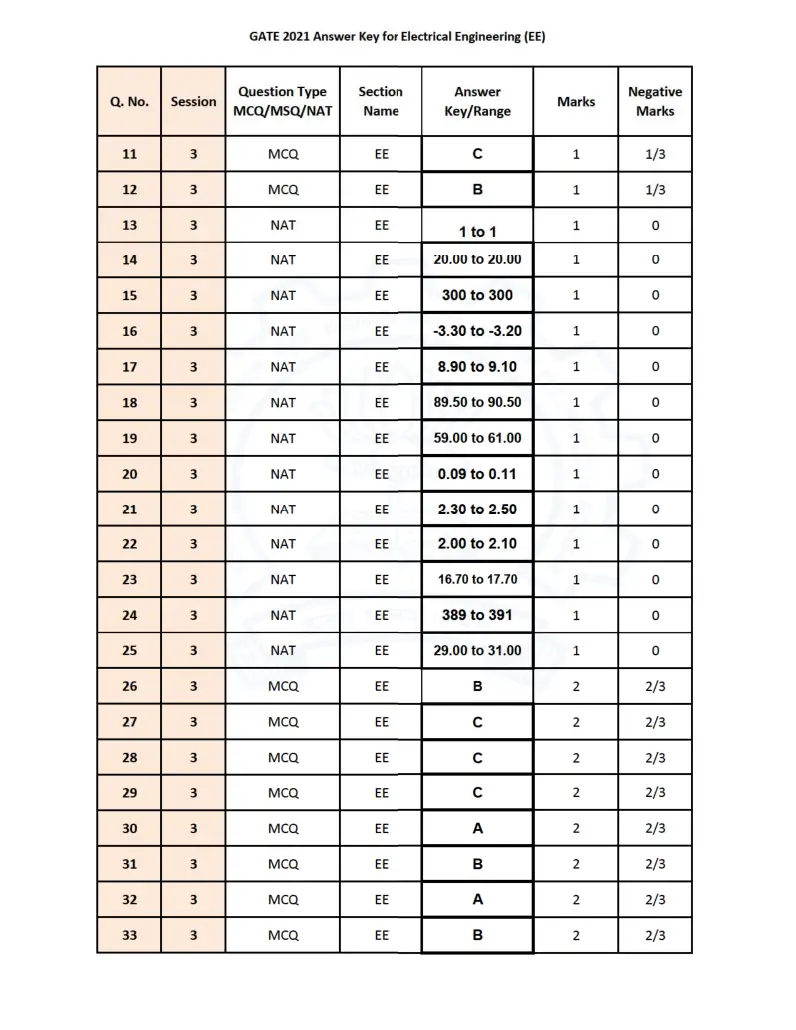 GATE 2021 Answer Key for Electrical Engineering (EE)
Q. No. Session Question Type MCQ/MSQ/NAT Section Name Answer Key/Range Marks Negative Marks
11 3 MCQ EE C 1 1/3
12 3 MCQ EE B 1 1/3
13 3 NAT EE 1 to 1 1 0
14 3 NAT EE 20.00 to 20.00 1 0
15 3 NAT EE 300 to 300 1 0
16 3 NAT EE -3.30 to -3.20 1 0
17 3 NAT EE 8.90 to 9.10 1 0
18 3 NAT EE 89.50 to 90.50 1 0
19 3 NAT EE 59.00 to 61.00 1 0
20 3 NAT EE 0.09 to 0.11 1 0
21 3 NAT EE 2.30 to 2.50 1 0
22 3 NAT EE 2.00 to 2.10 1 0
23 3 NAT EE 16.70 to 17.70 1 0
24 3 NAT EE 389 to 391 1 0
25 3 NAT EE 29.00 to 31.00 1 0
26 3 MCQ EE B 2 2/3
27 3 MCQ EE C 2 2/3
28 3 MCQ EE C 2 2/3
29 3 MCQ EE C 2 2/3
30 3 MCQ EE A 2 2/3
31 3 MCQ EE B 2 2/3
32 3 MCQ EE A 2 2/3
33 3 MCQ EE B 2 2/3